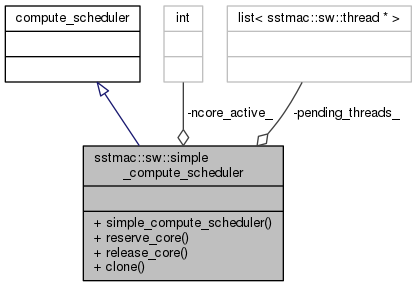 compute_scheduler
int
list< sstmac::sw::thread * >
-ncore_active_
-pending_threads_
sstmac::sw::simple
_compute_scheduler
+ simple_compute_scheduler()
+ reserve_core()
+ release_core()
+ clone()